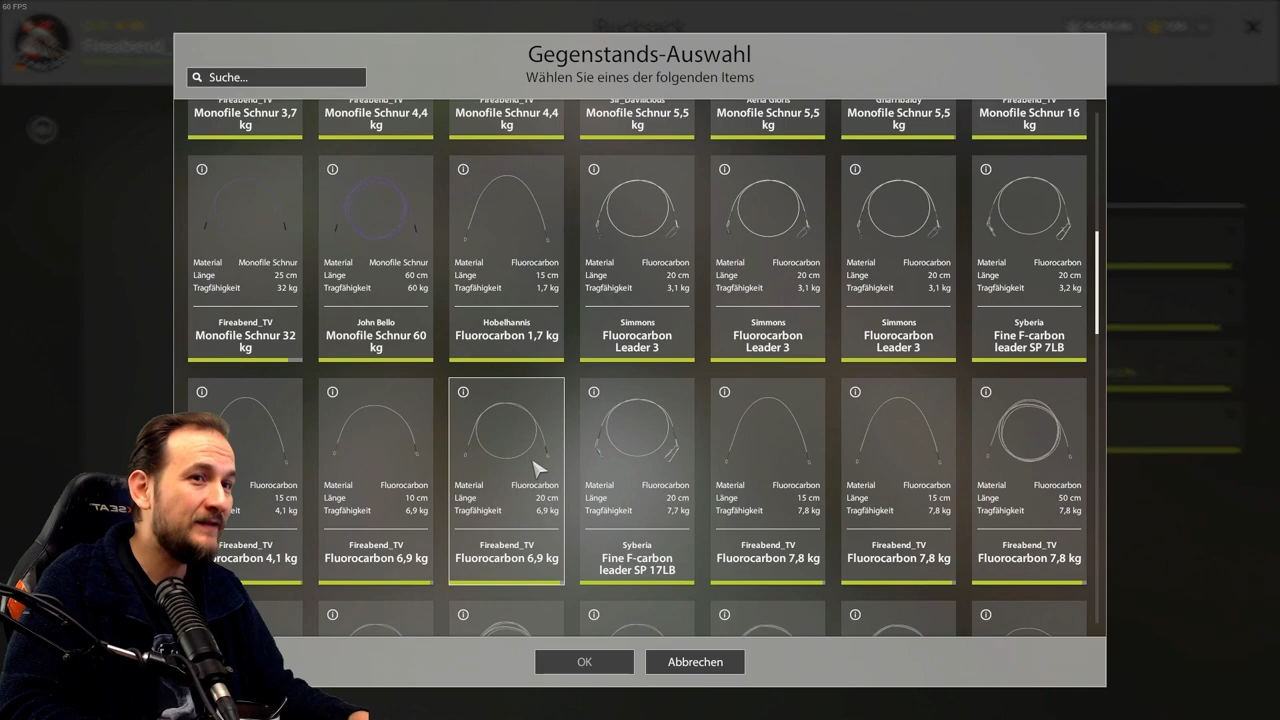 60 FPS
Gegenstands-Auswahl
Wählen Sie eines der folgenden Items
Suche...
Fireabend_TV
Monofile Schnur 3,7
kg
Fireabend_TV
Monofile Schnur 4,4
kg
Fireabend_TV
Monofile Schnur 4,4
kg
Sir_Davilicious
Monofile Schnur 5,5
kg
Aeria Gloris
Monofile Schnur 5,5
kg
Monofile Schnur 5,5
kg
Fireabend_TV
Monofile Schnur 16
kg
Material Monofile Schnur
Länge 25 cm
Tragfähigkeit 32 kg
Fireabend_TV
Monofile Schnur 32
kg
Material Monofile Schnur
Länge 60 cm
Tragfähigkeit 60 kg
John Bello
Monofile Schnur 60
kg
Material Fluorocarbon
Länge 15 cm
Tragfähigkeit 1,7 kg
Hobelhannis
Fluorocarbon 1,7 kg
Material Fluorocarbon
Länge 20 cm
Tragfähigkeit 3,1 kg
Simmons
Fluorocarbon
Leader 3
Material Fluorocarbon
Länge 20 cm
Tragfähigkeit 3,1 kg
Simmons
Fluorocarbon
Leader 3
Material Fluorocarbon
Länge 20 cm
Tragfähigkeit 3,1 kg
Simmons
Fluorocarbon
Leader 3
Material Fluorocarbon
Länge 20 cm
Tragfähigkeit 3,2 kg
Syberia
Fine F-carbon
leader SP 7LB
Fluorocarbon
15 cm
4,1 kg
Fireabend_TV
rocarbon 4,1 kg
Material Fluorocarbon
Länge 10 cm
Tragfähigkeit 6,9 kg
Fireabend_TV
Fluorocarbon 6,9 kg
Material Fluorocarbon
Länge 20 cm
Tragfähigkeit 6,9 kg
Fireabend_TV
Fluorocarbon 6,9 kg
Material Fluorocarbon
Länge 20 cm
Tragfähigkeit 7,7 kg
Syberia
Fine F-carbon
leader SP 17LB
Material Fluorocarbon
Länge 15 cm
Tragfähigkeit 7,8 kg
Fireabend_TV
Fluorocarbon 7,8 kg
Material Fluorocarbon
Länge 15 cm
Tragfähigkeit 7,8 kg
Fireabend_TV
Fluorocarbon 7,8 kg
Material Fluorocarbon
Länge 50 cm
Tragfähigkeit 7,8 kg
Fireabend_TV
Fluorocarbon 7,8 kg
OK
Abbrechen